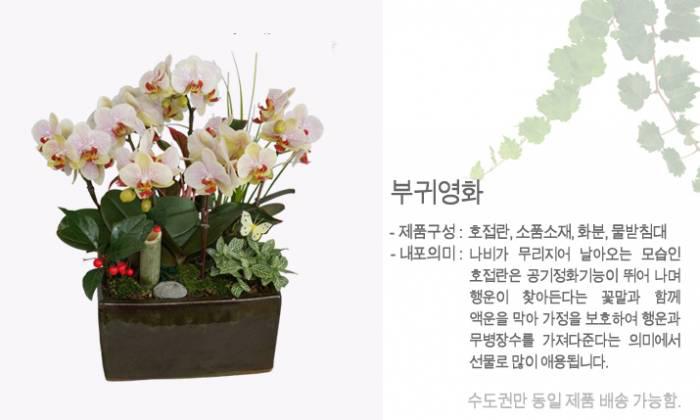 부귀영화
- 제품구성 : 호접란, 소품소재, 화분, 물받침대
- 내포의미 : 나비가 무리지어 날아오는 모습인
호접란은 공기정화기능이 뛰어 나며
행운이 찾아든다는 꽃말과 함께
액운을 막아 가정을 보호하여 행운과
무병장수를 가져다준다는 의미에서
선물로 많이 애용됩니다.
수도권만 동일 제품 배송 가능함.